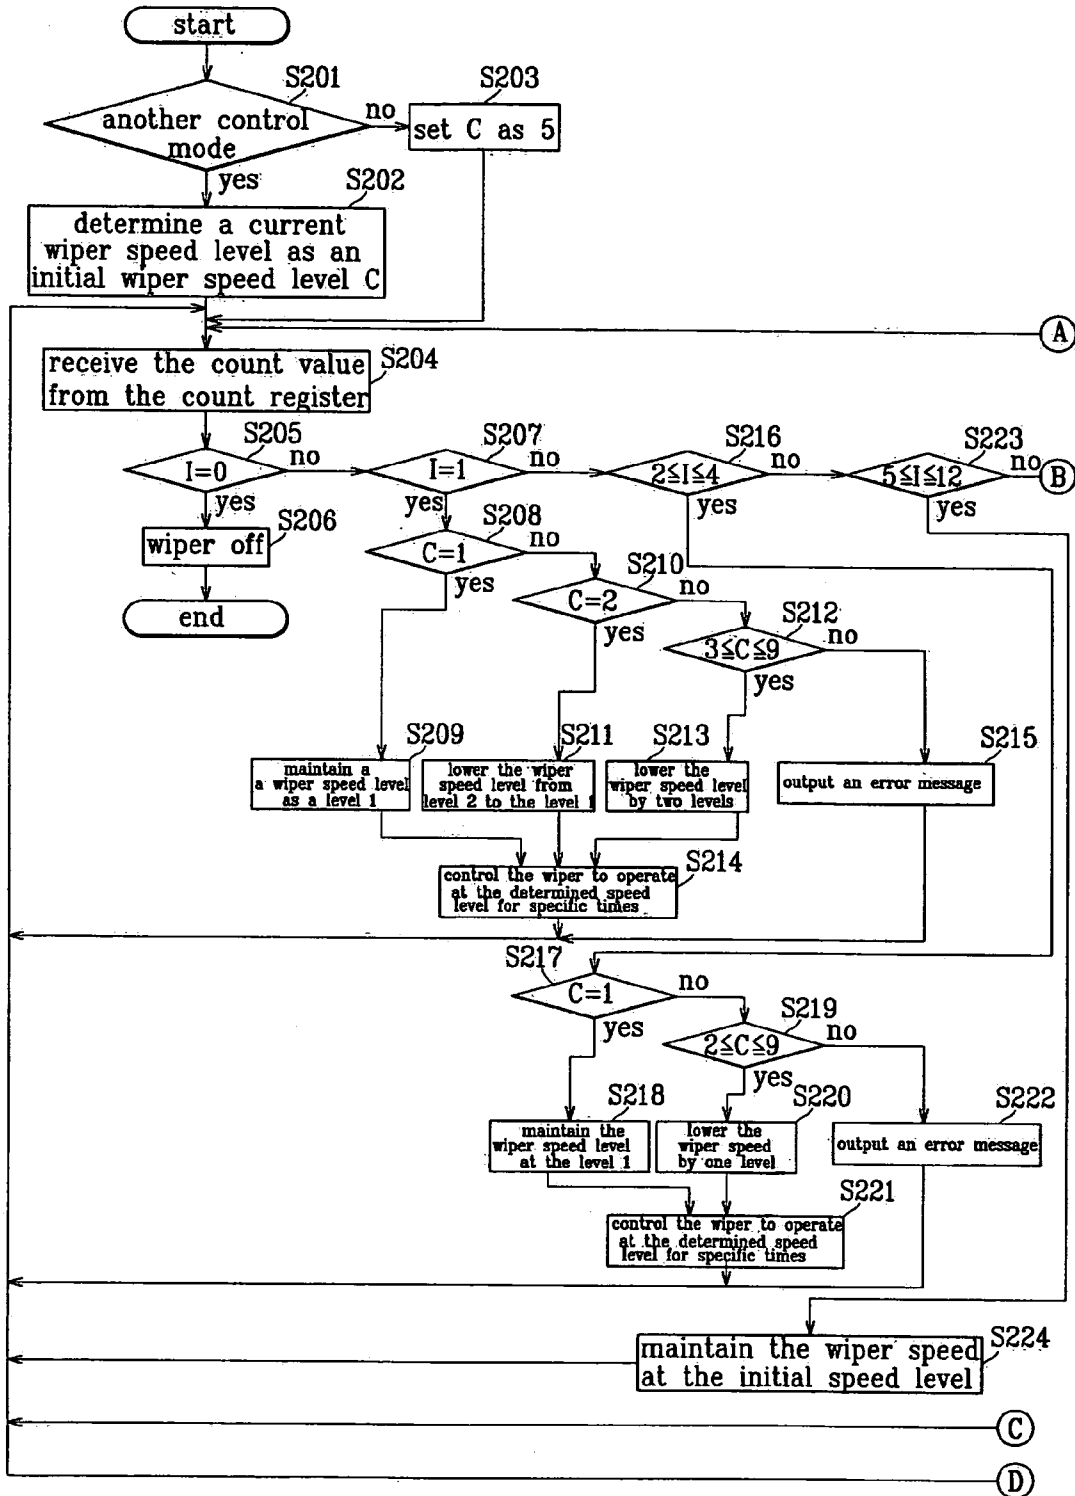 start
S201
another control
mode
no
yes
S203
set C as 5
S202
determine a current
wiper speed level as an
initial wiper speed level C
A
S204
receive the count value
from the count register
S205
I=0
no
yes
S207
I=1
no
yes
S216
2≦I≦4
no
yes
S223
5≦I≦12
no
yes
B
S206
wiper off
end
S208
C=1
no
yes
S210
C=2
no
yes
S212
3≦C≦9
no
yes
S209
maintain a
a wiper speed level
as a level 1
S211
lower the wiper
speed level from
level 2 to the level 1
S213
lower the
wiper speed level
by two levels
S215
output an error message
S214
control the wiper to operate
at the determined speed
level for specific times
S217
C=1
no
yes
S219
2≦C≦9
no
yes
S218
maintain the
wiper speed level
at the level 1
S220
lower the
wiper speed
by one level
S222
output an error message
S221
control the wiper to operate
at the determined speed
level for specific times
S224
maintain the wiper speed
at the initial speed level
C
D